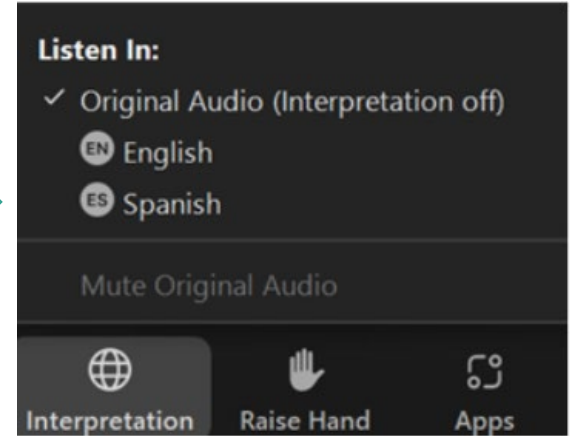 Listen In:
✓ Original Audio (Interpretation off)
EN English
ES Spanish
Mute Original Audio
Interpretation Raise Hand Apps